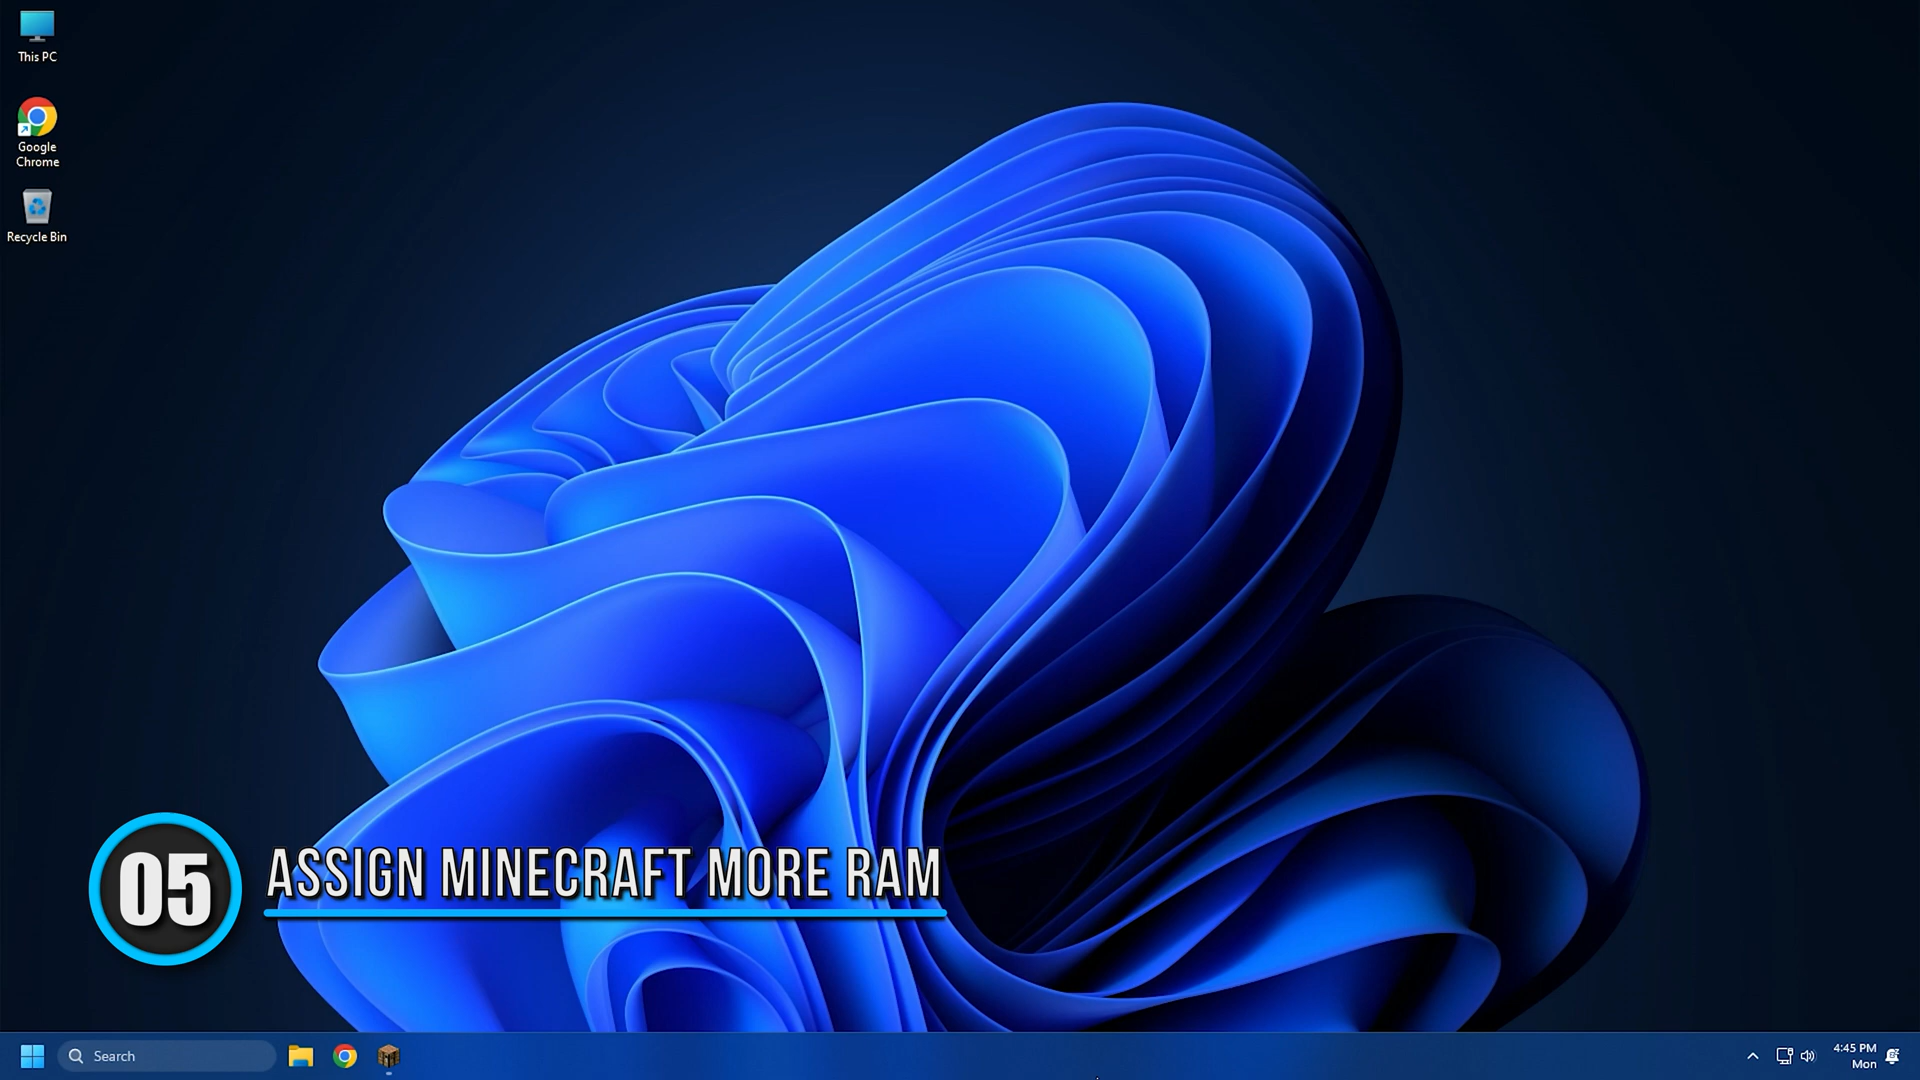 This PC
Google
Chrome
Recycle Bin
05
ASSIGN MINECRAFT MORE RAM
Search
4:45 PM
Mon